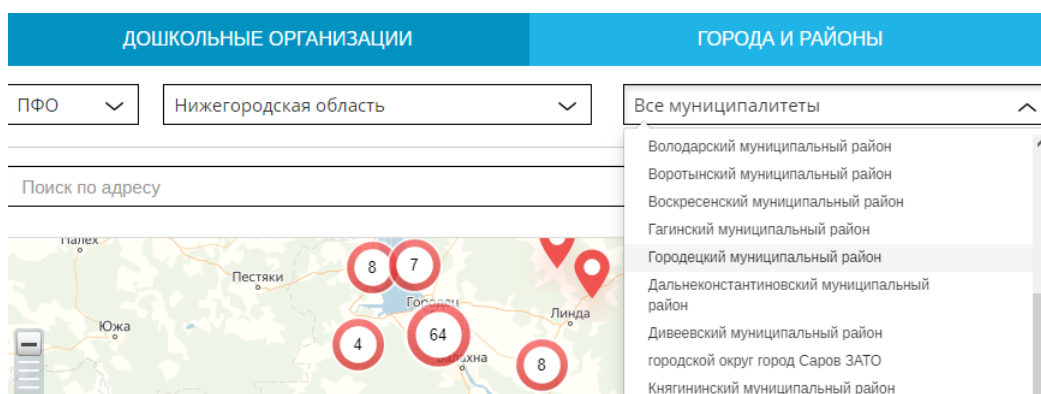 ДОШКОЛЬНЫЕ ОРГАНИЗАЦИИ
ГОРОДА И РАЙОНЫ
ПФО
Нижегородская область
Все муниципалитеты
Володарский муниципальный район
Воротынский муниципальный район
Воскресенский муниципальный район
Гагинский муниципальный район
Городецкий муниципальный район
Дальнеконстантиновский муниципальный
район
Дивеевский муниципальный район
городской округ город Саров ЗАТО
Княгининский муниципальный район
Поиск по адресу
Палех
Пестяки
8
7
Городец
Линда
Южа
4
64
Балахна
8